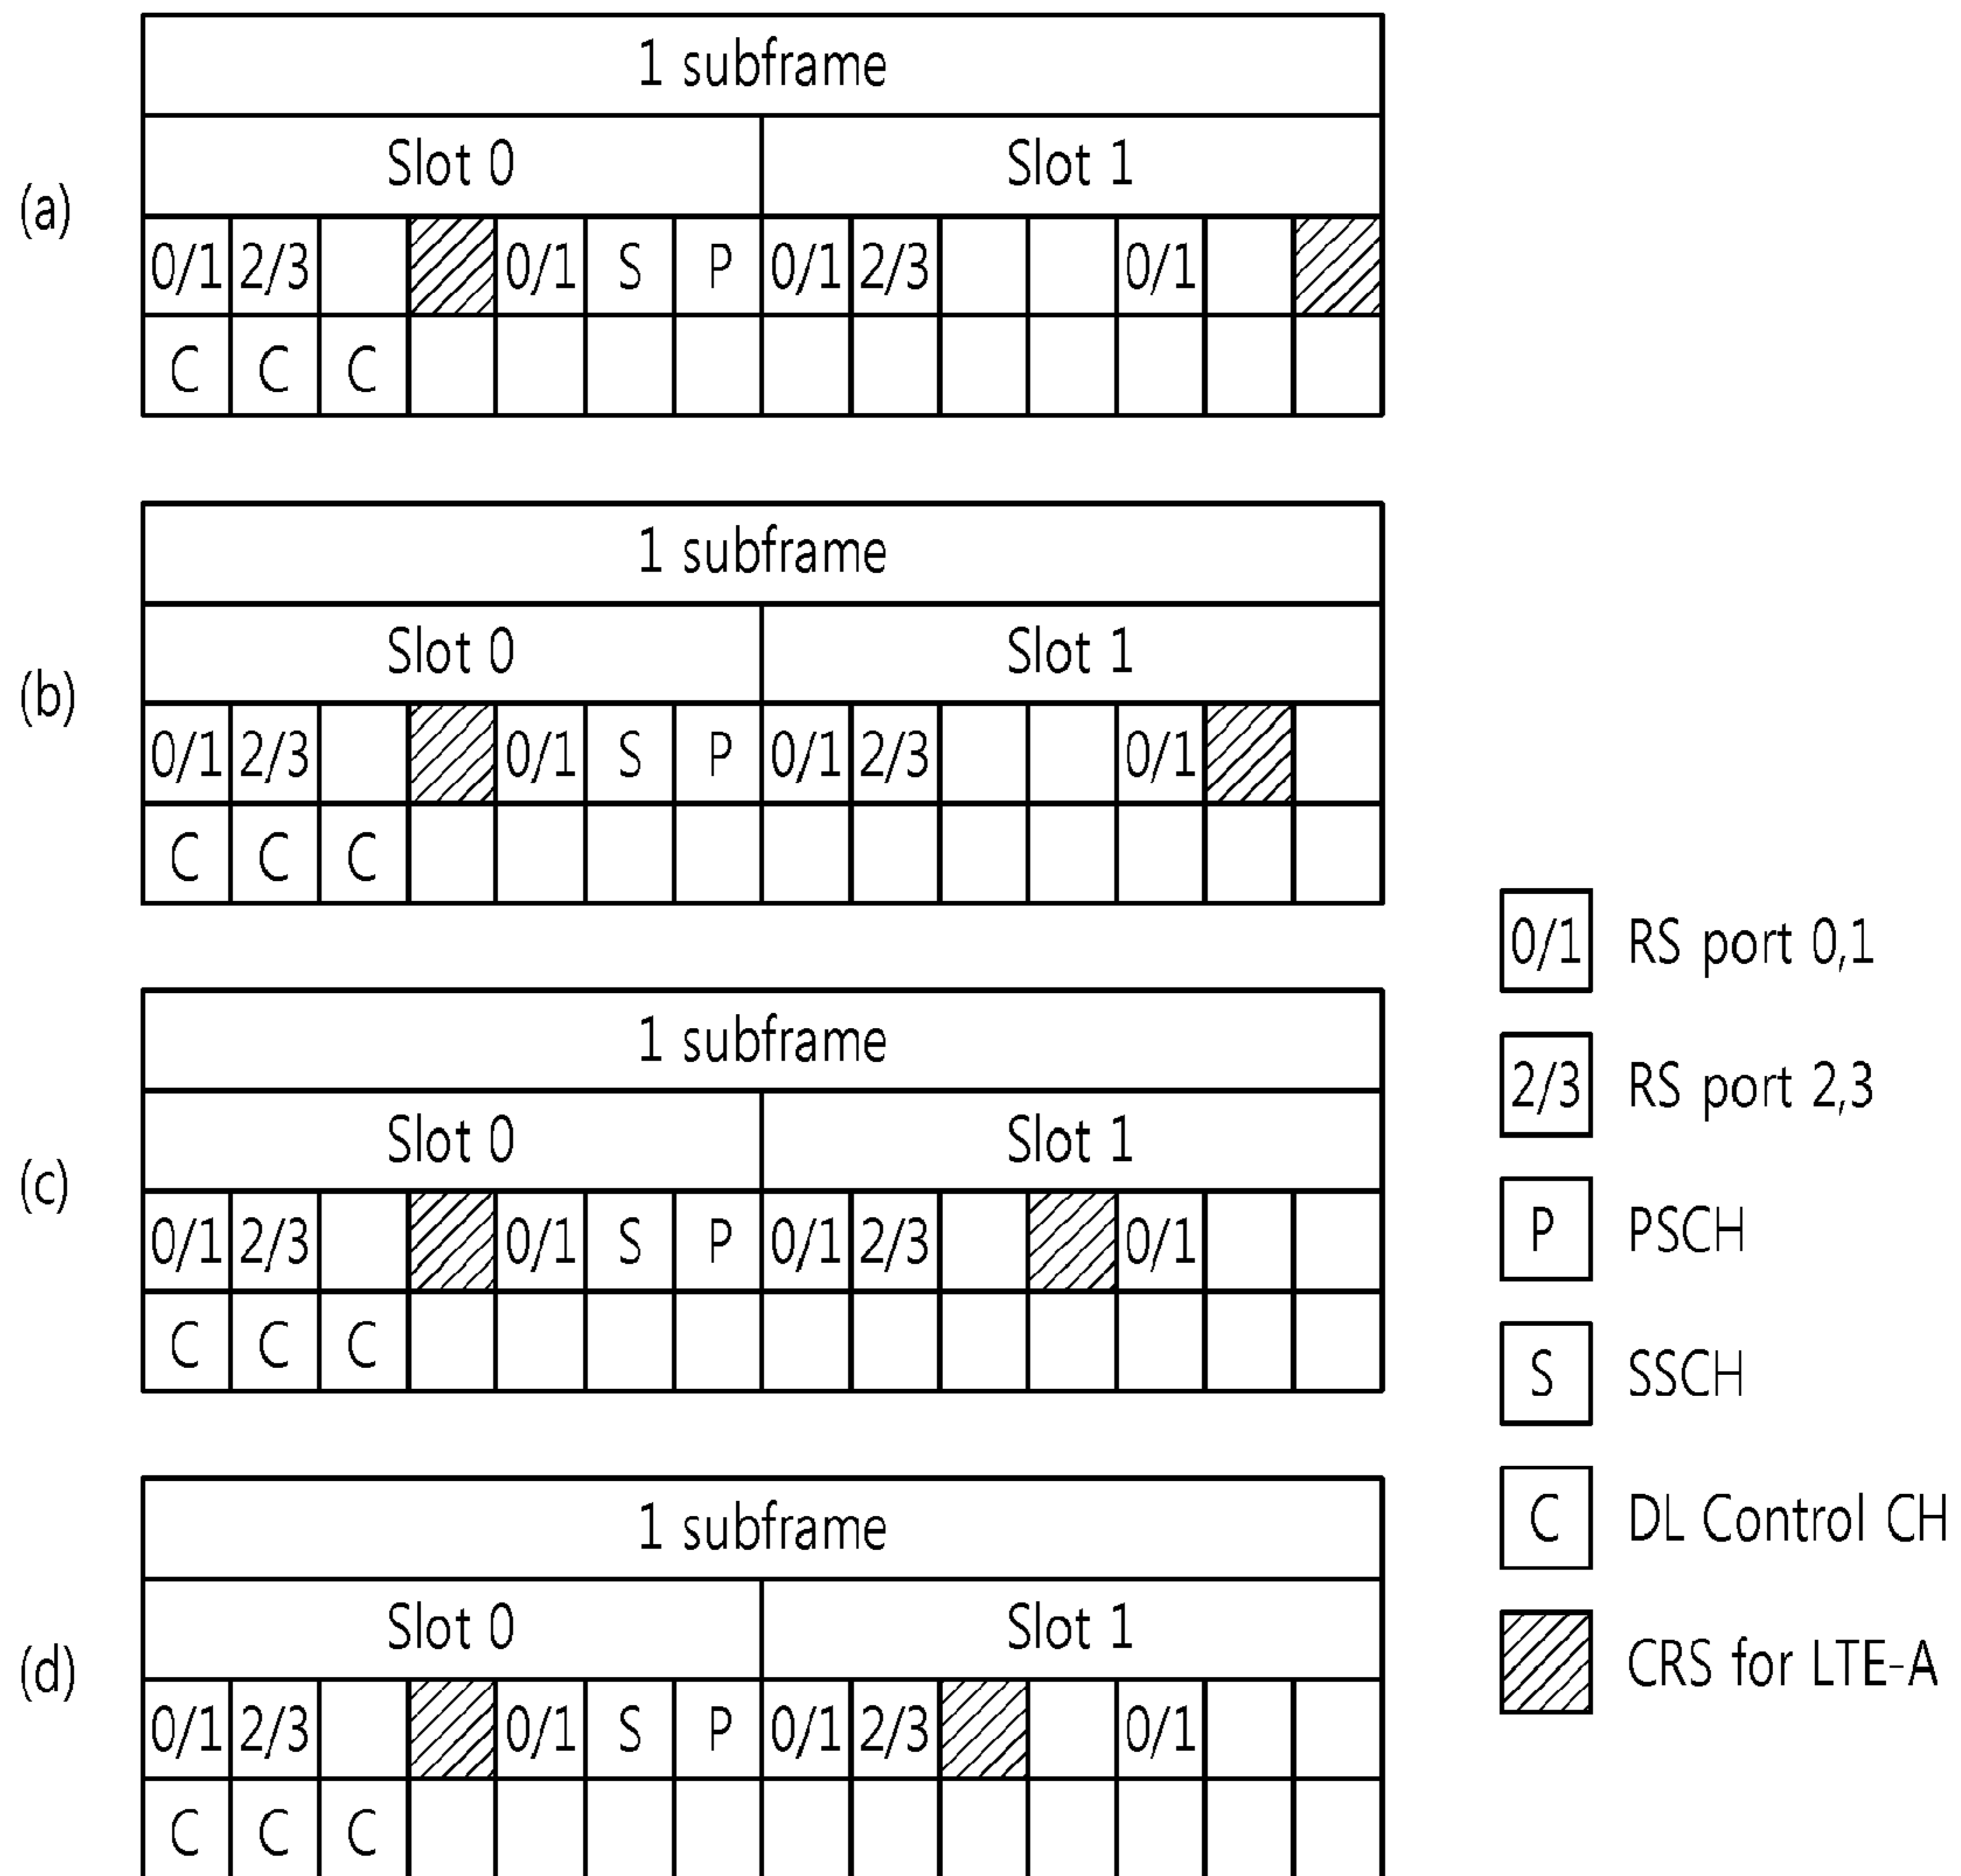 1 subframe
Slot 0 Slot 1
(a)
0/1 2/3 0/1 S P 0/1 2/3 0/1
C C C
1 subframe
Slot 0 Slot 1
(b)
0/1 2/3 0/1 S P 0/1 2/3 0/1
C C C
1 subframe
Slot 0 Slot 1
(c)
0/1 2/3 0/1 S P 0/1 2/3 0/1
C C C
1 subframe
Slot 0 Slot 1
(d)
0/1 2/3 0/1 S P 0/1 2/3 0/1
C C C
0/1 RS port 0,1
2/3 RS port 2,3
P PSCH
S SSCH
C DL Control CH
CRS for LTE-A